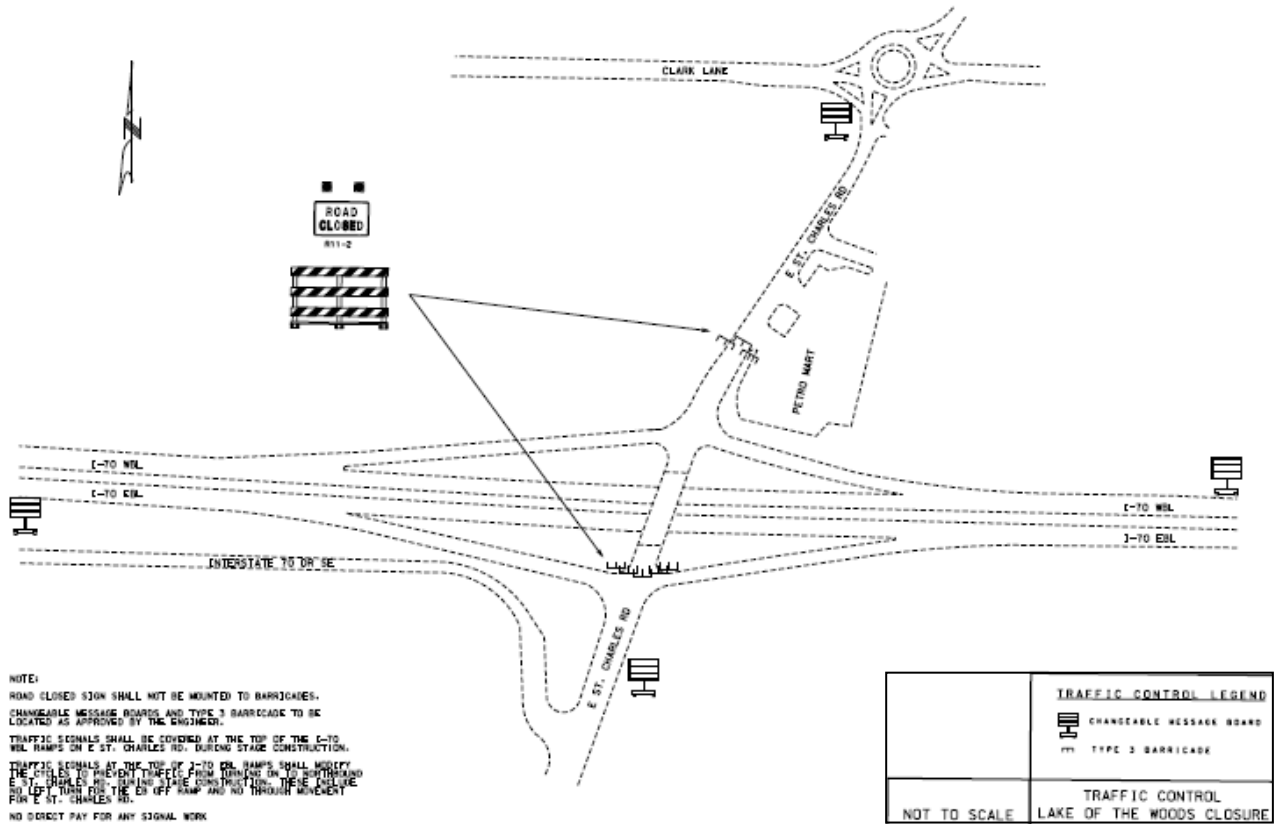 CLARK LANE
N
ROAD
CLOSED
R11-2
E ST. CHARLES RD
PETRO MART
I-70 WBL
I-70 EBL
I-70 WBL
I-70 EBL
INTERSTATE 70 DR SE
E ST. CHARLES RD
NOTE:
ROAD CLOSED SIGN SHALL NOT BE MOUNTED TO BARRICADES.
CHANGEABLE MESSAGE BOARDS AND TYPE 3 BARRICADE TO BE
LOCATED AS APPROVED BY THE ENGINEER.
TRAFFIC SIGNALS SHALL BE COVERED AT THE TOP OF THE I-70
WBL RAMPS ON E ST. CHARLES RD. DURING STAGE CONSTRUCTION.
TRAFFIC SIGNALS AT THE TOP OF I-70 EBL RAMPS SHALL MODIFY
THE CYCLES TO PREVENT TRAFFIC FROM TURNING ON TO NORTHBOUND
E ST. CHARLES RD. DURING STAGE CONSTRUCTION. THESE INCLUDE
NO LEFT TURN FOR THE EB OFF RAMP AND NO THROUGH MOVEMENT
FOR E ST. CHARLES RD.
NO DIRECT PAY FOR ANY SIGNAL WORK
TRAFFIC CONTROL LEGEND
CHANGEABLE MESSAGE BOARD
TYPE 3 BARRICADE
NOT TO SCALE
TRAFFIC CONTROL
LAKE OF THE WOODS CLOSURE